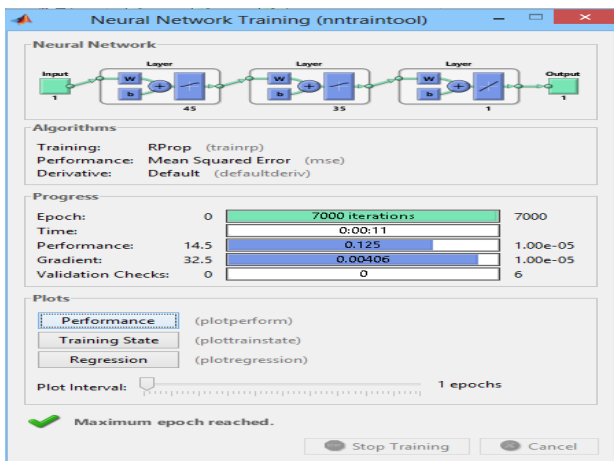 Neural Network Training (nntraintool)
Neural Network
Layer Layer Layer
Input Output
W W W
b b b
1 45 35 1 1
Algorithms
Training: RProp (trainrp)
Performance: Mean Squared Error (mse)
Derivative: Default (defaultderiv)
Progress
Epoch: 0 7000 iterations 7000
Time: 0:00:11
Performance: 14.5 0.125 1.00e-05
Gradient: 32.5 0.00406 1.00e-05
Validation Checks: 0 0 6
Plots
Performance (plotperform)
Training State (plottrainstate)
Regression (plotregression)
Plot Interval: 1 epochs
Maximum epoch reached.
Stop Training Cancel